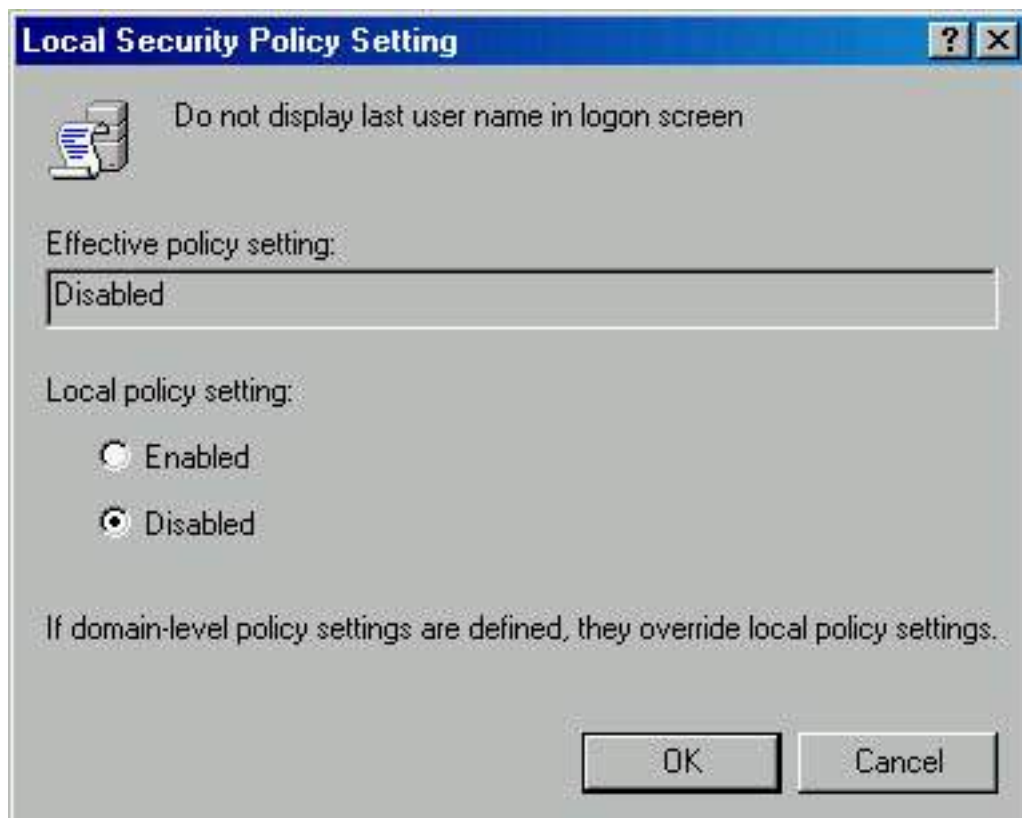 Local Security Policy Setting
Do not display last user name in logon screen
Effective policy setting:
Disabled
Local policy setting:
Enabled
Disabled
If domain-level policy settings are defined, they override local policy settings.
OK
Cancel